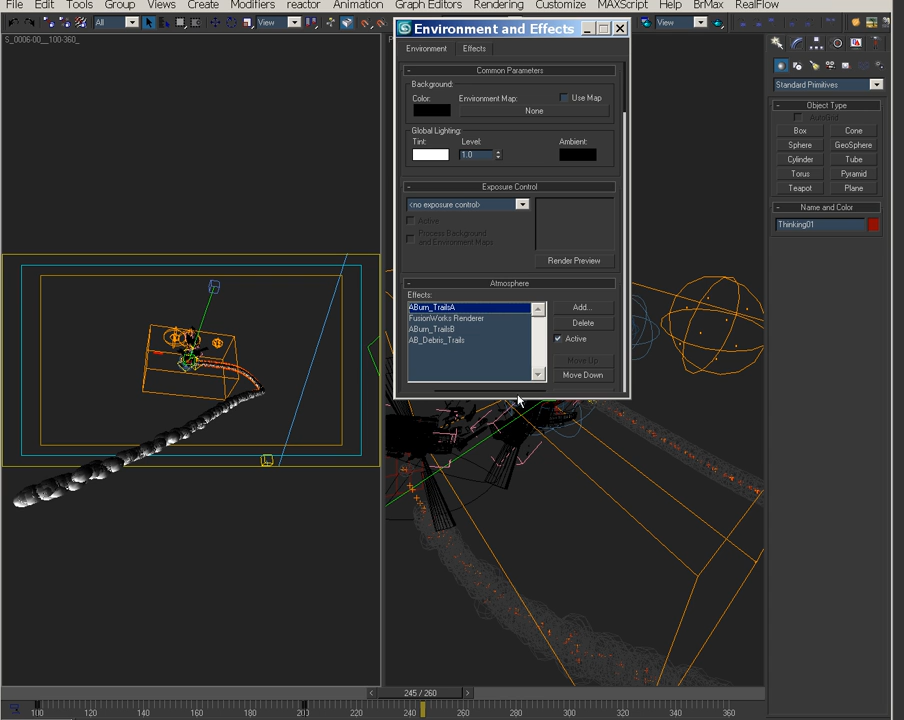 File Edit Tools Group Views Create Modifiers reactor Animation Graph Editors Rendering Customize MAXScript Help BrMax RealFlow
All
View
View
S_0006-00__100-360_
Environment and Effects
Environment Effects
- Common Parameters
Background:
Color: Environment Map: Use Map
None
Global Lighting:
Tint: Level: Ambient:
1.0
- Exposure Control
<no exposure control>
Active
Process Background
and Environment Maps
Render Preview
- Atmosphere
Effects:
ABurn_TrailsA
FusionWorks Renderer
ABurn_TrailsB
AB_Debris_Trails
Add...
Delete
Active
Move Up
Move Down
Standard Primitives
- Object Type
AutoGrid
Box Cone
Sphere GeoSphere
Cylinder Tube
Torus Pyramid
Teapot Plane
- Name and Color
Thinking01
< 245 / 260 >
100 120 140 160 180 200 220 240 260 280 300 320 340 360